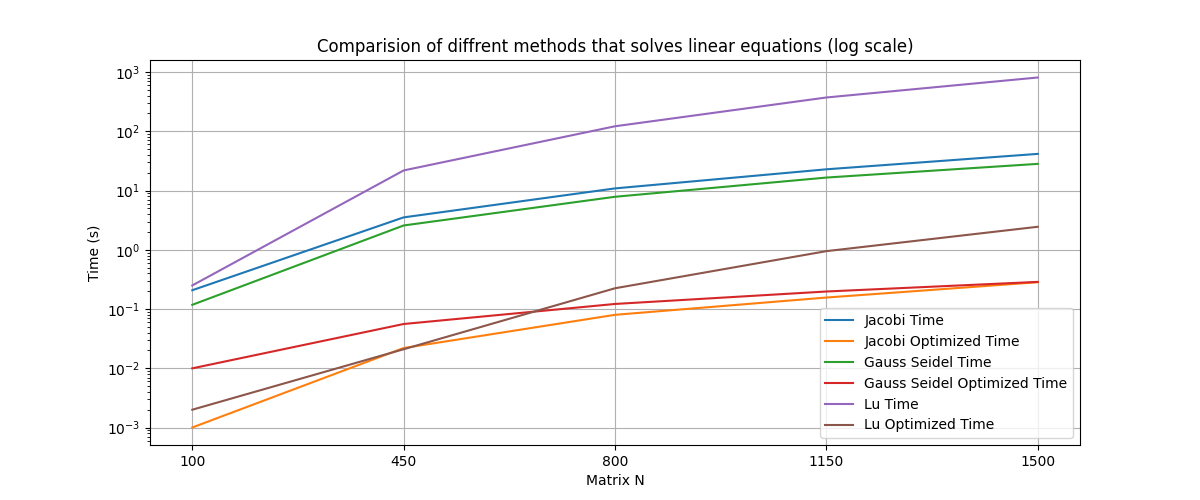 Comparision of diffrent methods that solves linear equations (log scale)
Time (s)
10³
10²
10¹
10⁰
10⁻¹
10⁻²
10⁻³
Jacobi Time
Jacobi Optimized Time
Gauss Seidel Time
Gauss Seidel Optimized Time
Lu Time
Lu Optimized Time
100 450 800 1150 1500
Matrix N